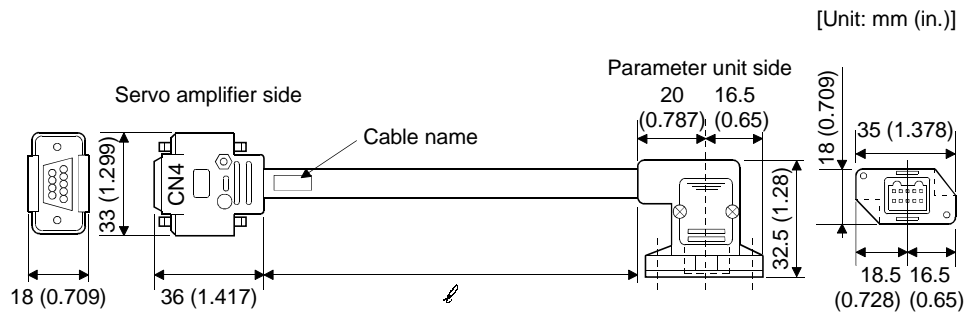 [Unit: mm (in.)]
Parameter unit side
Servo amplifier side
20
(0.787)
16.5
(0.65)
18 (0.709)
35 (1.378)
Cable name
CN4
33 (1.299)
32.5 (1.28)
18 (0.709)
36 (1.417)
ℓ
18.5
(0.728)
16.5
(0.65)